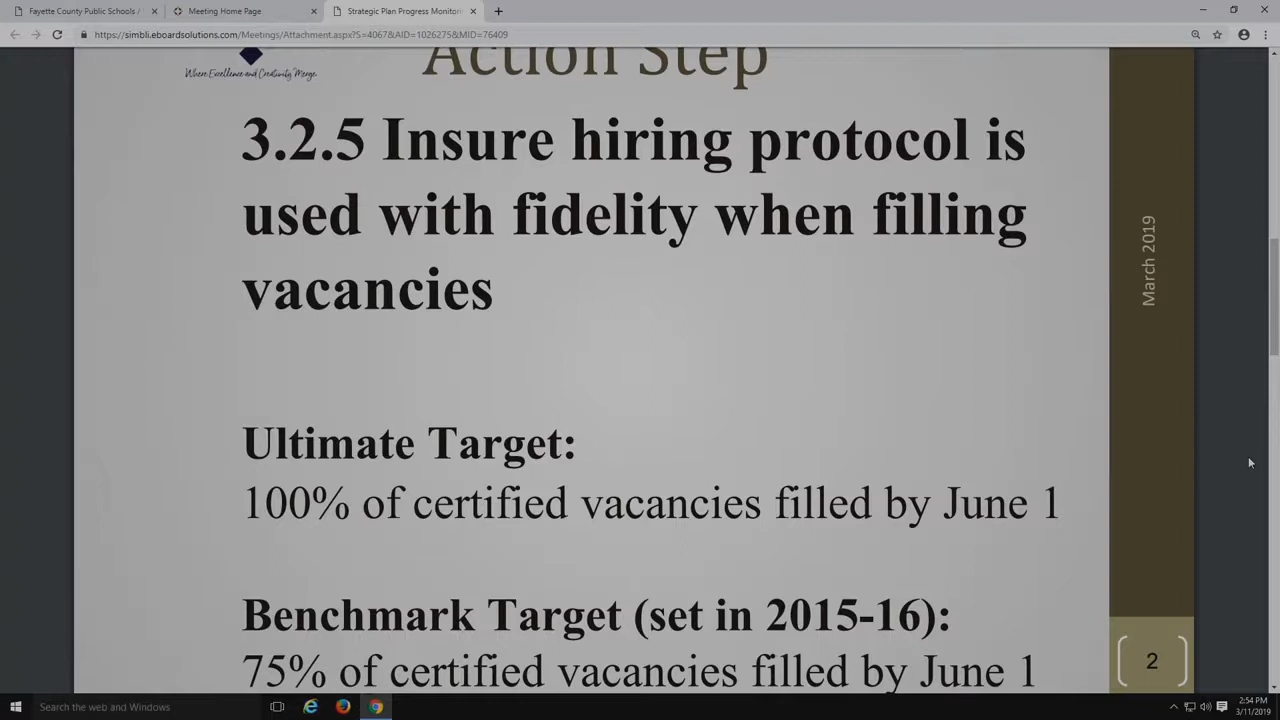 Fayette County Public Schools /
Meeting Home Page
Strategic Plan Progress Monitori
https://simbli.eboardsolutions.com/Meetings/Attachment.aspx?S=4067&AID=1026275&MID=76409
Where Excellence and Creativity Merge
Action Step
3.2.5 Insure hiring protocol is
used with fidelity when filling
vacancies
March 2019
Ultimate Target:
100% of certified vacancies filled by June 1
Benchmark Target (set in 2015-16):
75% of certified vacancies filled by June 1
2
Search the web and Windows
2:54 PM
3/11/2019